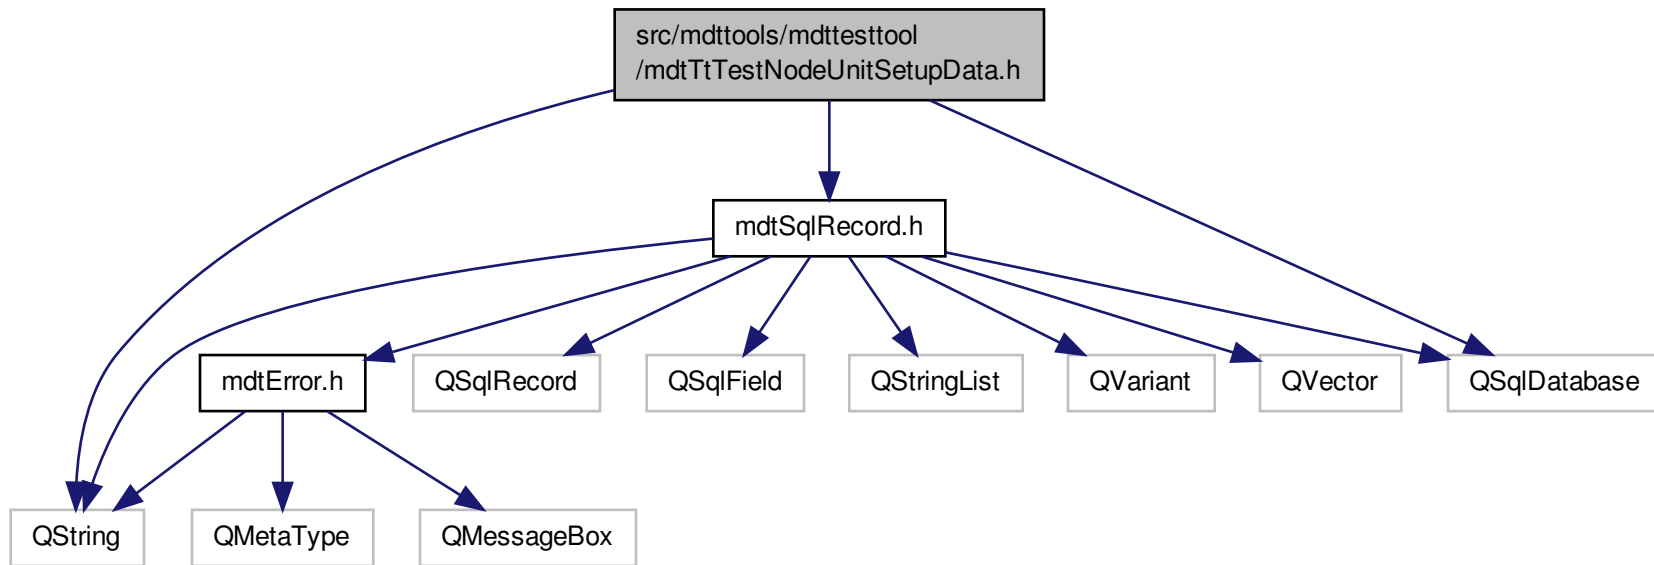 src/mdttools/mdttesttool
/mdtTtTestNodeUnitSetupData.h
mdtSqlRecord.h
mdtError.h
QSqlRecord
QSqlField
QStringList
QVariant
QVector
QSqlDatabase
QString
QMetaType
QMessageBox